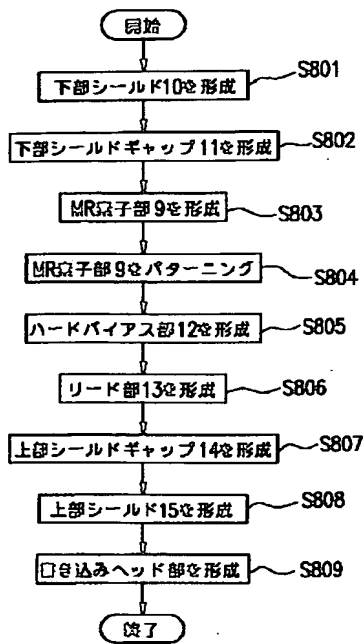 開始
下部シールド10を形成
S801
下部シールドギャップ11を形成
S802
MR素子部9を形成
S803
MR素子部9をパターニング
S804
ハードバイアス部12を形成
S805
リード部13を形成
S806
上部シールドギャップ14を形成
S807
上部シールド15を形成
S808
書き込みヘッド部を形成
S809
終了